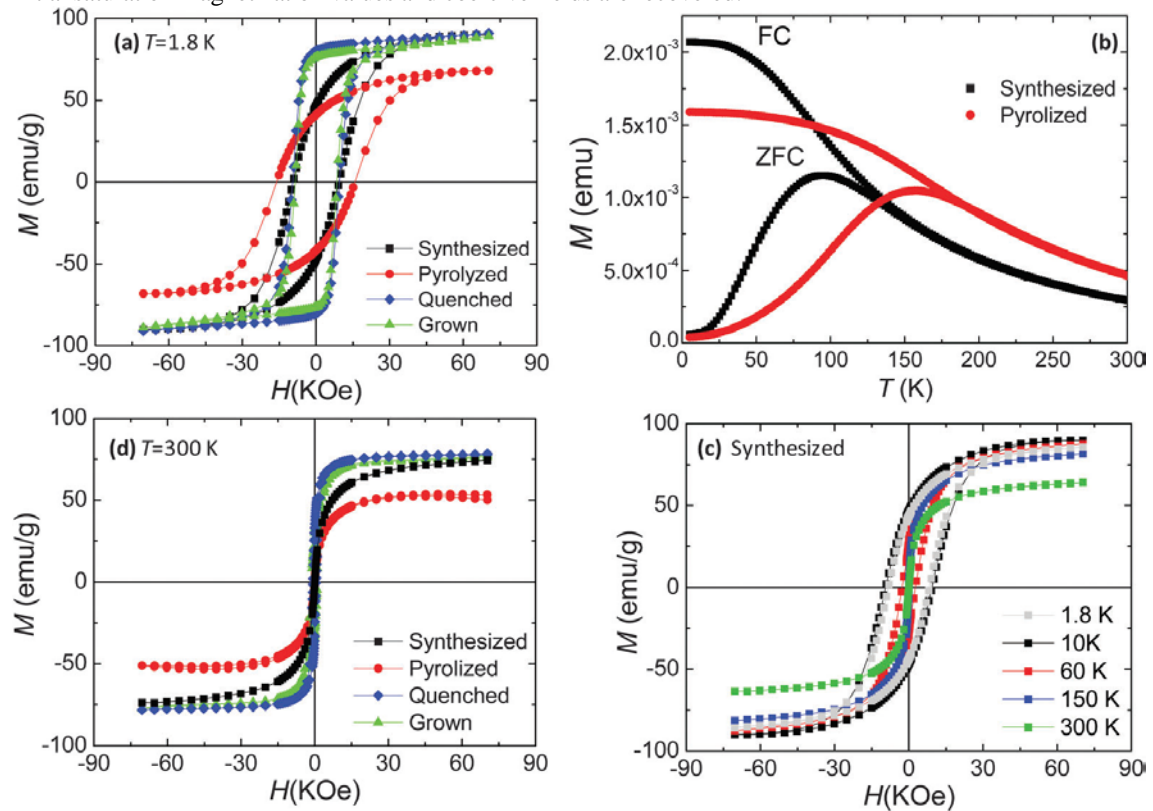 (a) T=1.8 K
M (emu/g)
100
50
0
-50
-100
Synthesized
Pyrolyzed
Quenched
Grown
-90 -60 -30 0 30 60 90
H(KOe)
(b)
FC
ZFC
Synthesized
Pyrolized
M (emu)
2.0x10⁻³
1.5x10⁻³
1.0x10⁻³
5.0x10⁻⁴
0.0
0 50 100 150 200 250 300
T (K)
(d) T=300 K
M (emu/g)
100
50
0
-50
-100
Synthesized
Pyrolized
Quenched
Grown
-90 -60 -30 0 30 60 90
H(KOe)
(c) Synthesized
M (emu/g)
100
50
0
-50
-100
1.8 K
10K
60 K
150 K
300 K
-90 -60 -30 0 30 60 90
H(KOe)